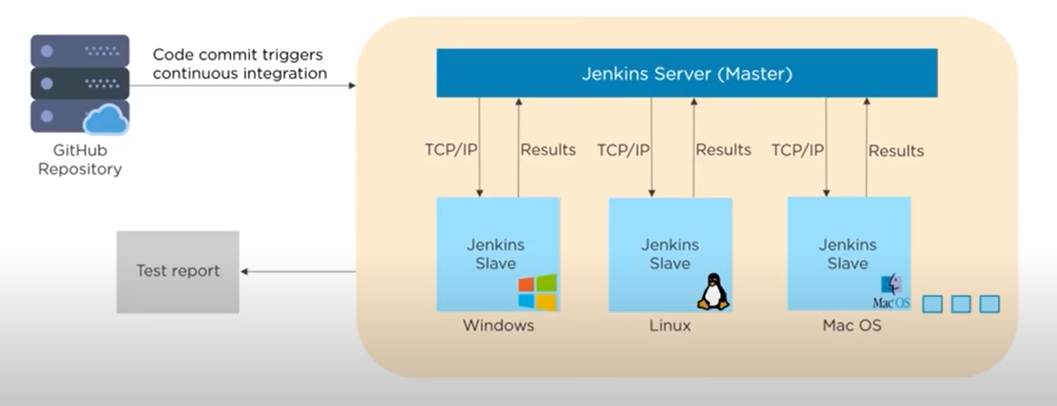 Code commit triggers
continuous integration
GitHub
Repository
Jenkins Server (Master)
TCP/IP
Results
TCP/IP
Results
TCP/IP
Results
Jenkins
Slave
Windows
Jenkins
Slave
Linux
Jenkins
Slave
Mac OS
Mac OS
Test report